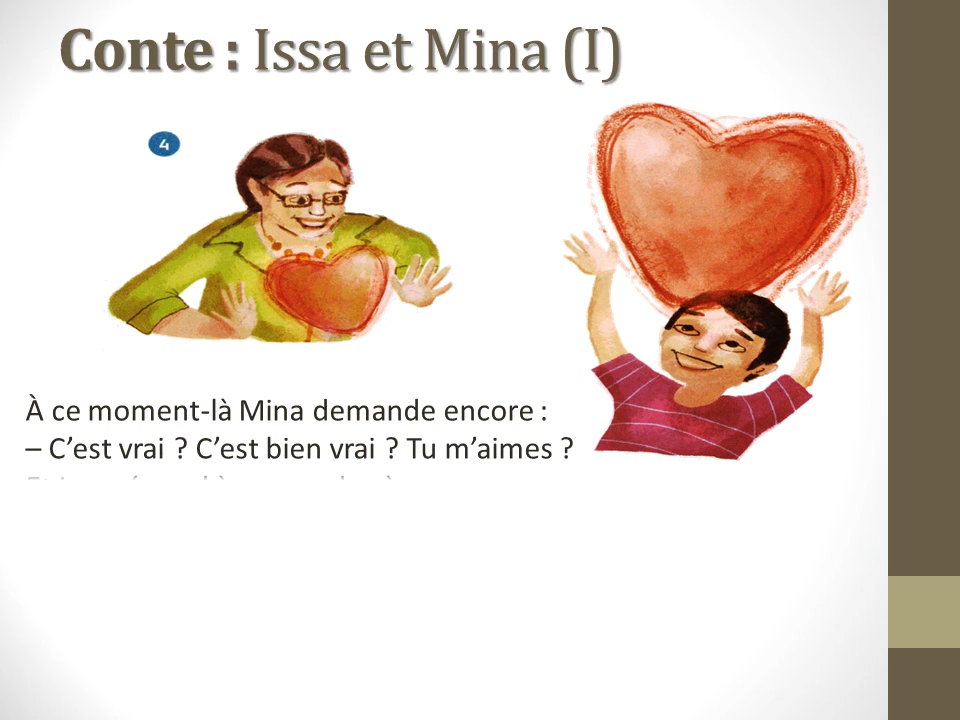 Conte : Issa et Mina (I)
4
À ce moment-là Mina demande encore :
– C’est vrai ? C’est bien vrai ? Tu m’aimes ?